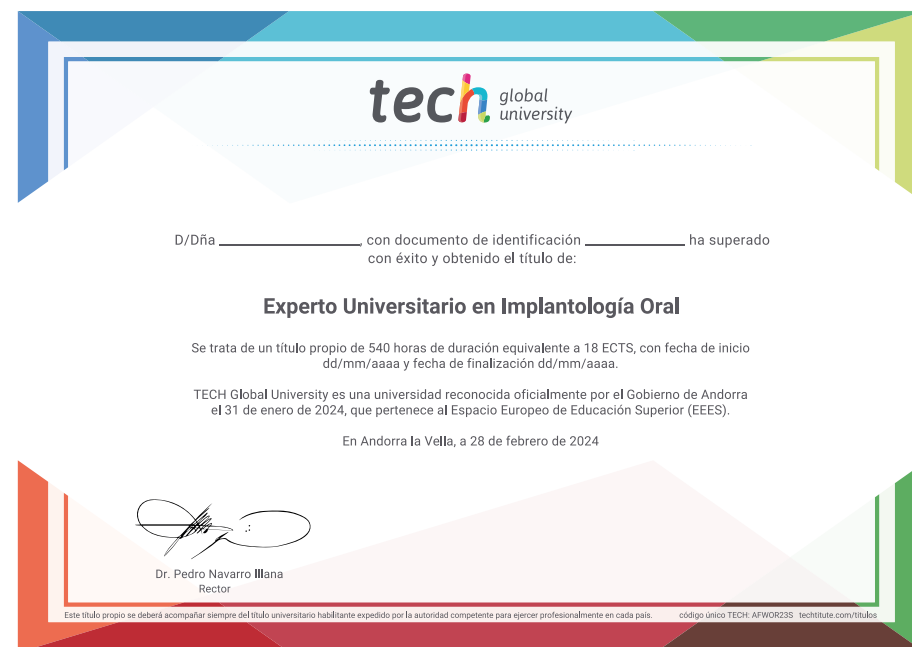 tech global university
D/Dña ______________, con documento de identificación __________ ha superado
con éxito y obtenido el título de:
Experto Universitario en Implantología Oral
Se trata de un título propio de 540 horas de duración equivalente a 18 ECTS, con fecha de inicio
dd/mm/aaaa y fecha de finalización dd/mm/aaaa.
TECH Global University es una universidad reconocida oficialmente por el Gobierno de Andorra
el 31 de enero de 2024, que pertenece al Espacio Europeo de Educación Superior (EEES).
En Andorra la Vella, a 28 de febrero de 2024
Dr. Pedro Navarro Illana
Rector
Este título propio se deberá acompañar siempre del título universitario habilitante expedido por la autoridad competente para ejercer profesionalmente en cada país. código único TECH: AFWOR23S techtitute.com/titulos